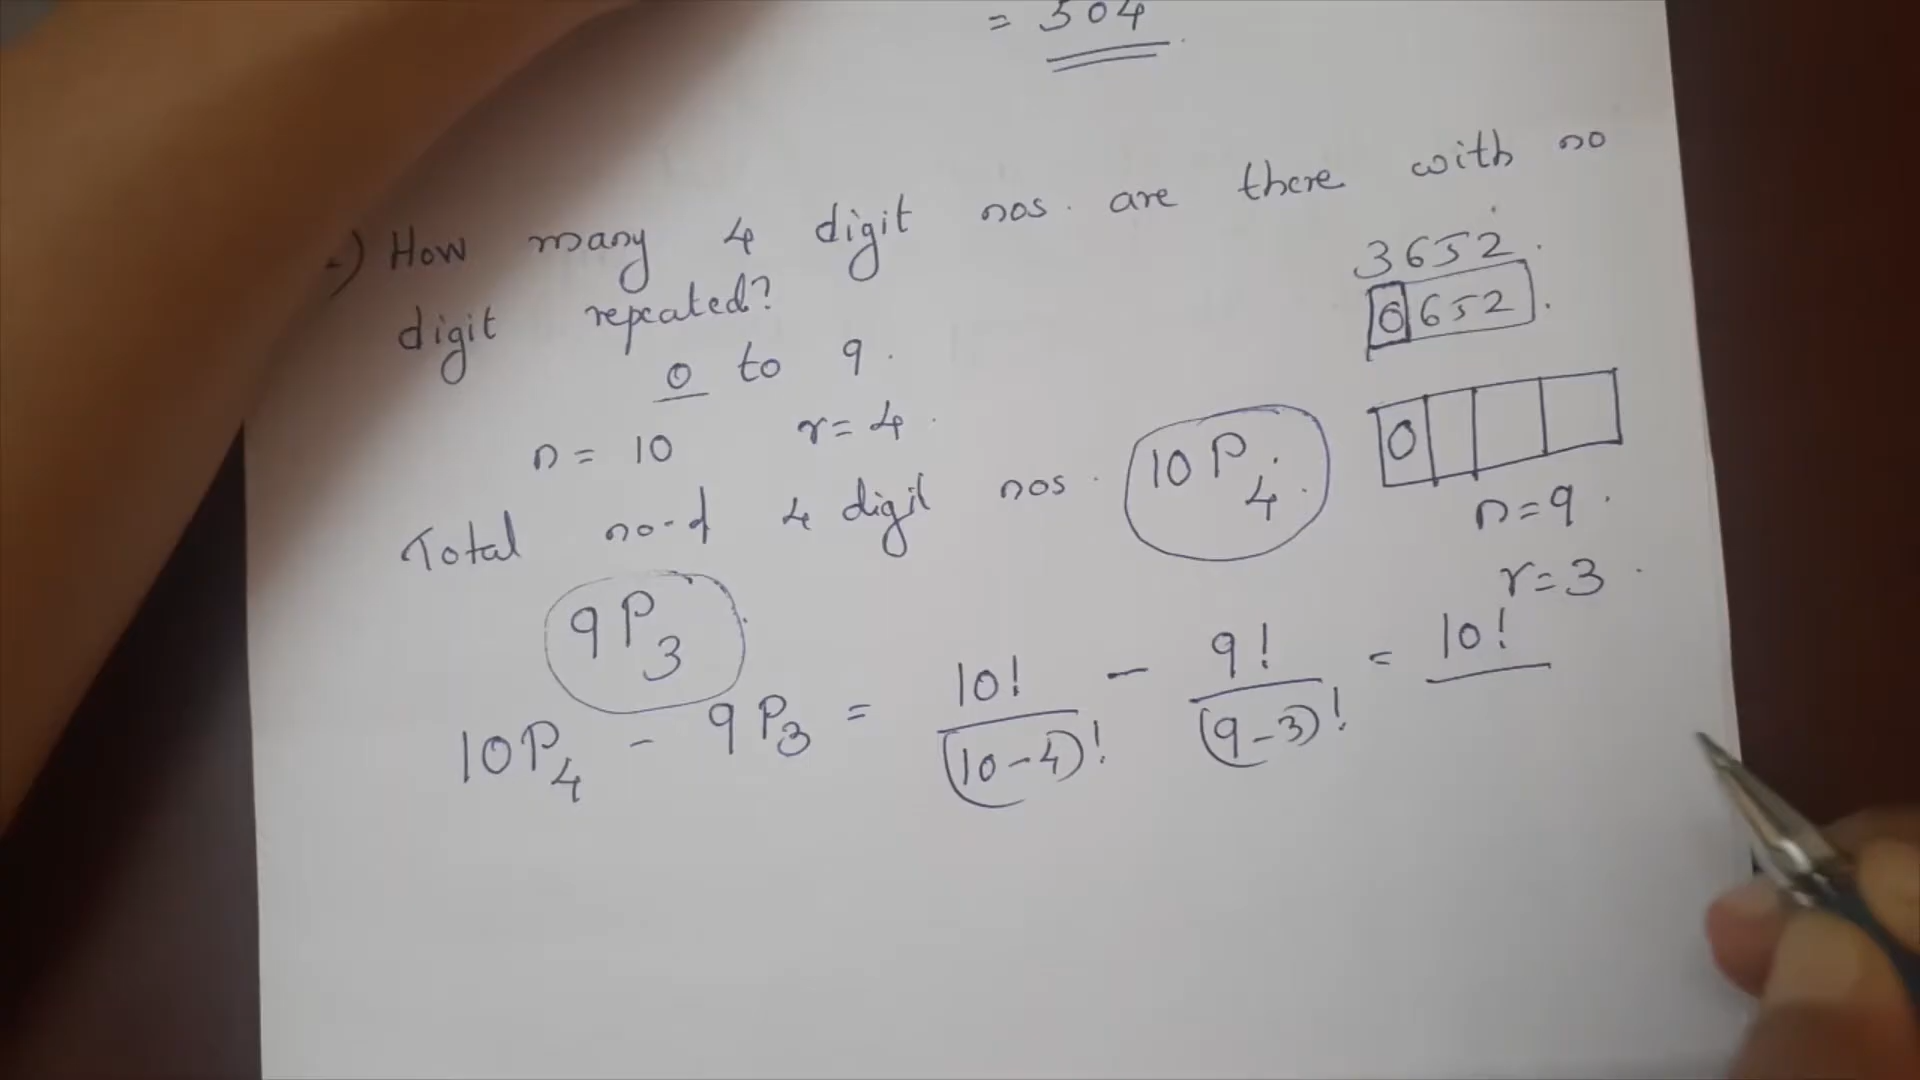 = 504
-) How many 4 digit nos. are there with no
digit repeated?
3652.
0652.
0 to 9.
n = 10 r = 4.
0
Total no. of 4 digit nos. 10P4.
n=9.
r=3.
9P3
10P4 - 9P3 = 10!/(10-4)! - 9!/(9-3)! = 10!